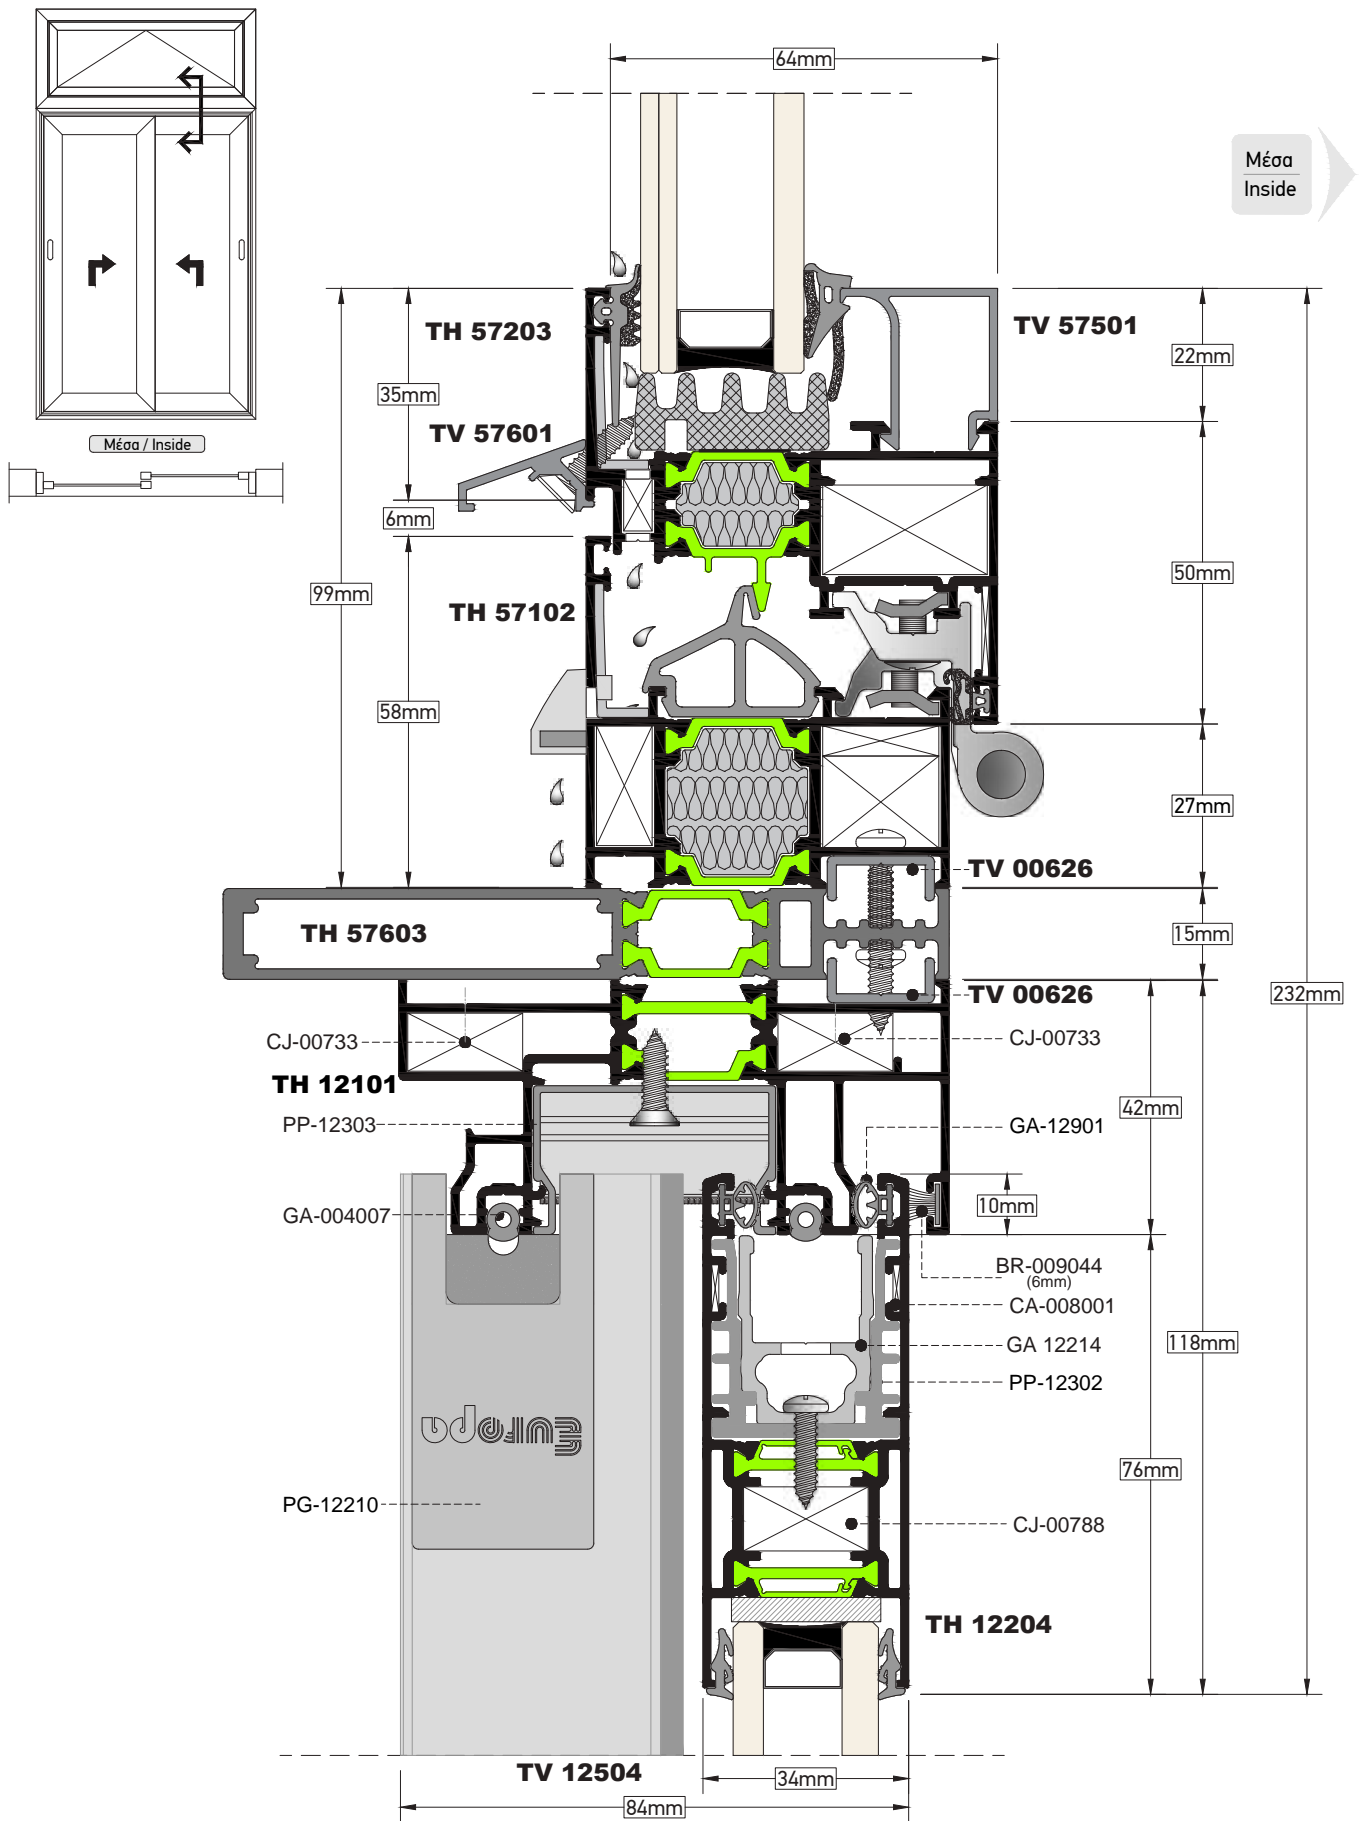 64mm
Μέσα
Inside
TH 57203
TV 57501
22mm
35mm
TV 57601
Μέσα / Inside
6mm
50mm
99mm
TH 57102
58mm
27mm
TV 00626
TH 57603
15mm
TV 00626
232mm
CJ-00733
CJ-00733
TH 12101
42mm
PP-12303
GA-12901
10mm
GA-004007
BR-009044
(6mm)
CA-008001
GA 12214
118mm
PP-12302
Europa
76mm
PG-12210
CJ-00788
TH 12204
TV 12504
34mm
84mm